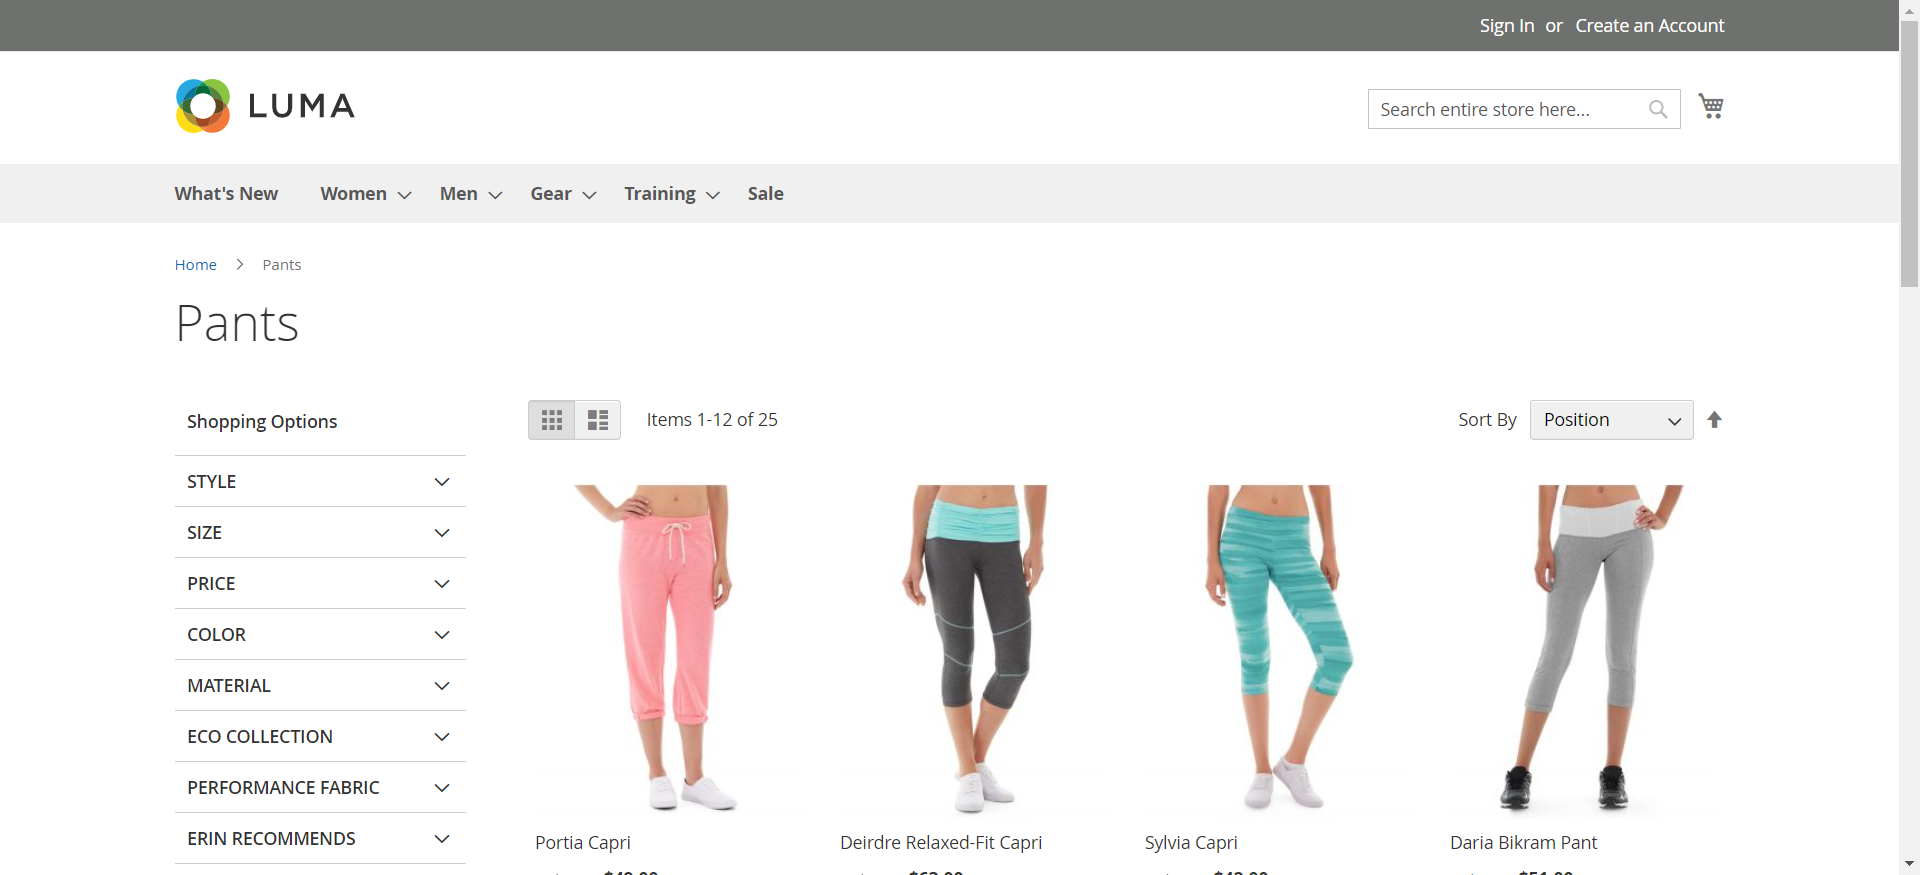 Sign In or Create an Account
LUMA
Search entire store here...
What's New Women Men Gear Training Sale
Home Pants
Pants
Shopping Options
Items 1-12 of 25
Sort By Position
STYLE
SIZE
PRICE
COLOR
MATERIAL
ECO COLLECTION
PERFORMANCE FABRIC
ERIN RECOMMENDS
Portia Capri
Deirdre Relaxed-Fit Capri
Sylvia Capri
Daria Bikram Pant